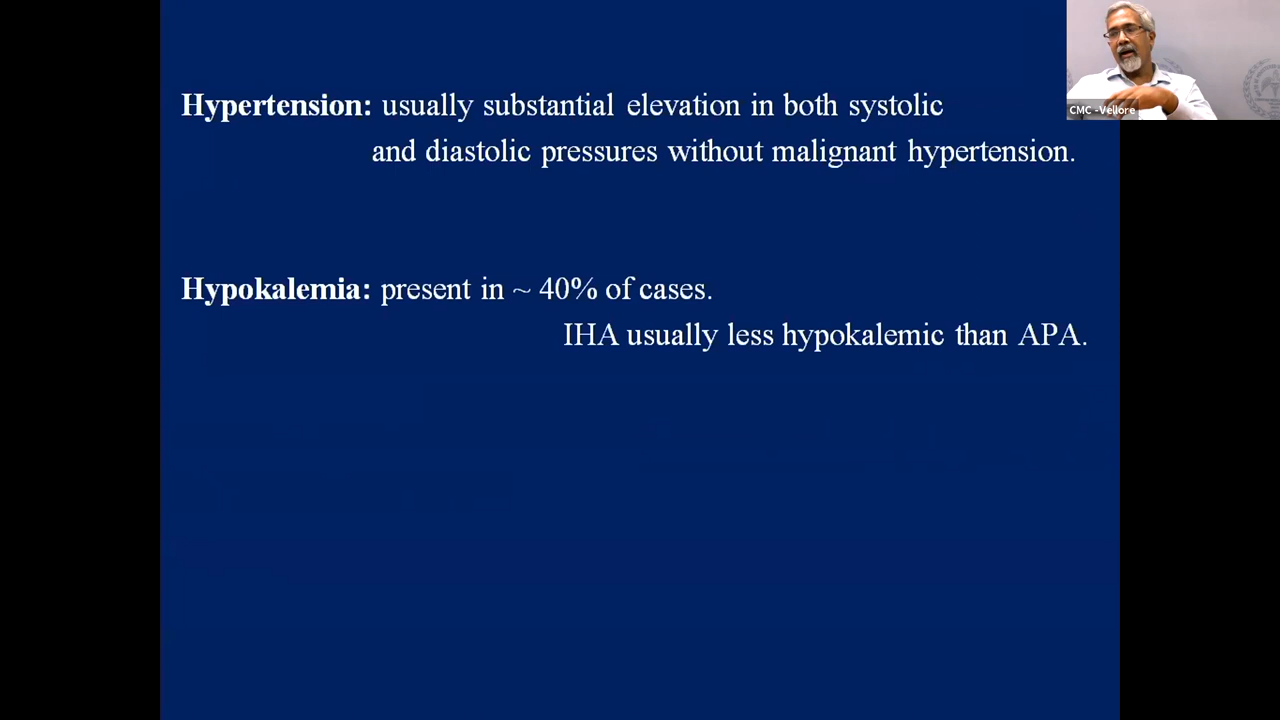 Hypertension: usually substantial elevation in both systolic
and diastolic pressures without malignant hypertension.
Hypokalemia: present in ~ 40% of cases.
IHA usually less hypokalemic than APA.
CMC -Vellore